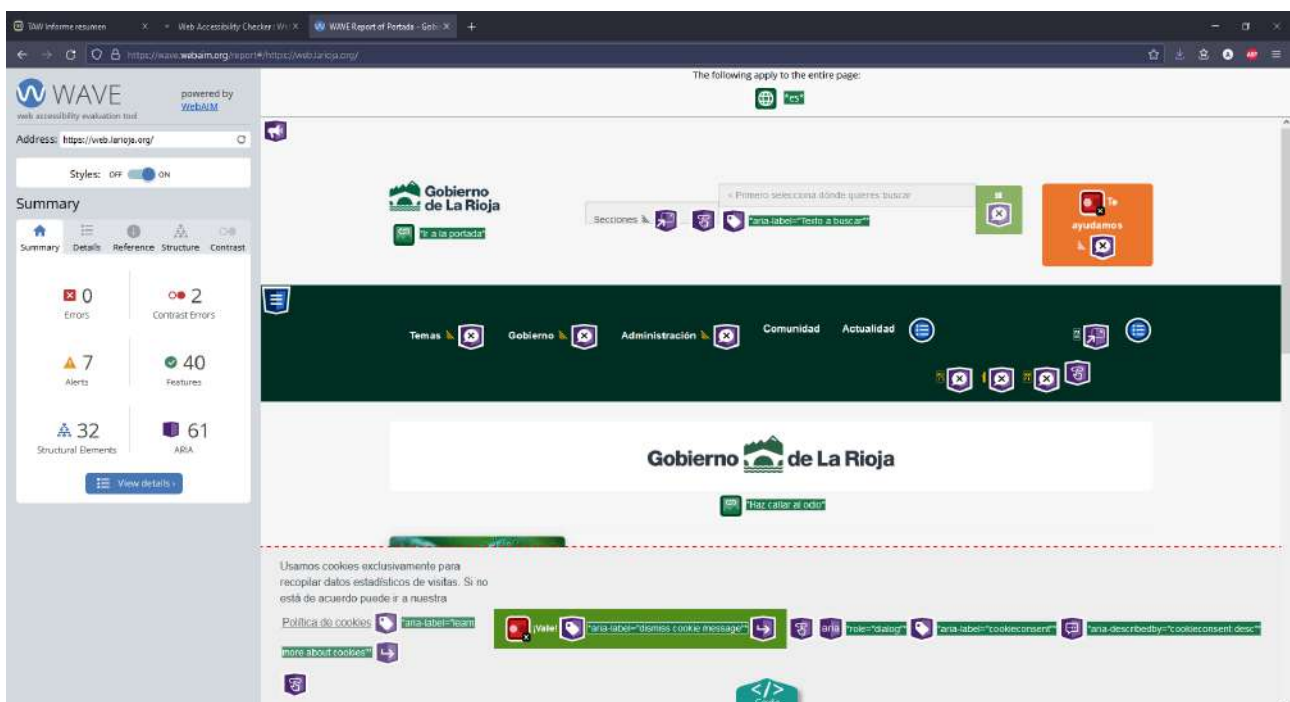 TAW Informe resumen
Web Accessibility Checker : W
WAVE Report of Portada - Gobi
https://wave.webaim.org/report#/https://web.larioja.org/
WAVE
powered by
WebAIM
web accessibility evaluation tool
Address: https://web.larioja.org/
Styles: OFF ON
Summary
Summary Details Reference Structure Contrast
0
Errors
2
Contrast Errors
7
Alerts
40
Features
32
Structural Elements
61
ARIA
View details ›
The following apply to the entire page:
"es"
Gobierno
de La Rioja
"Ir a la portada"
« Primero selecciona dónde quieres buscar
Secciones
"aria-label="Texto a buscar""
Te
ayudamos
Temas Gobierno Administración Comunidad Actualidad
Gobierno de La Rioja
"Haz callar al odio"
Usamos cookies exclusivamente para
recopilar datos estadísticos de visitas. Si no
está de acuerdo puede ir a nuestra
Política de cookies "aria-label="learn
more about cookies""
¡Vale! "aria-label="dismiss cookie message"" aria "role="dialog"" "aria-label="cookieconsent"" "aria-describedby="cookieconsent:desc""
</>